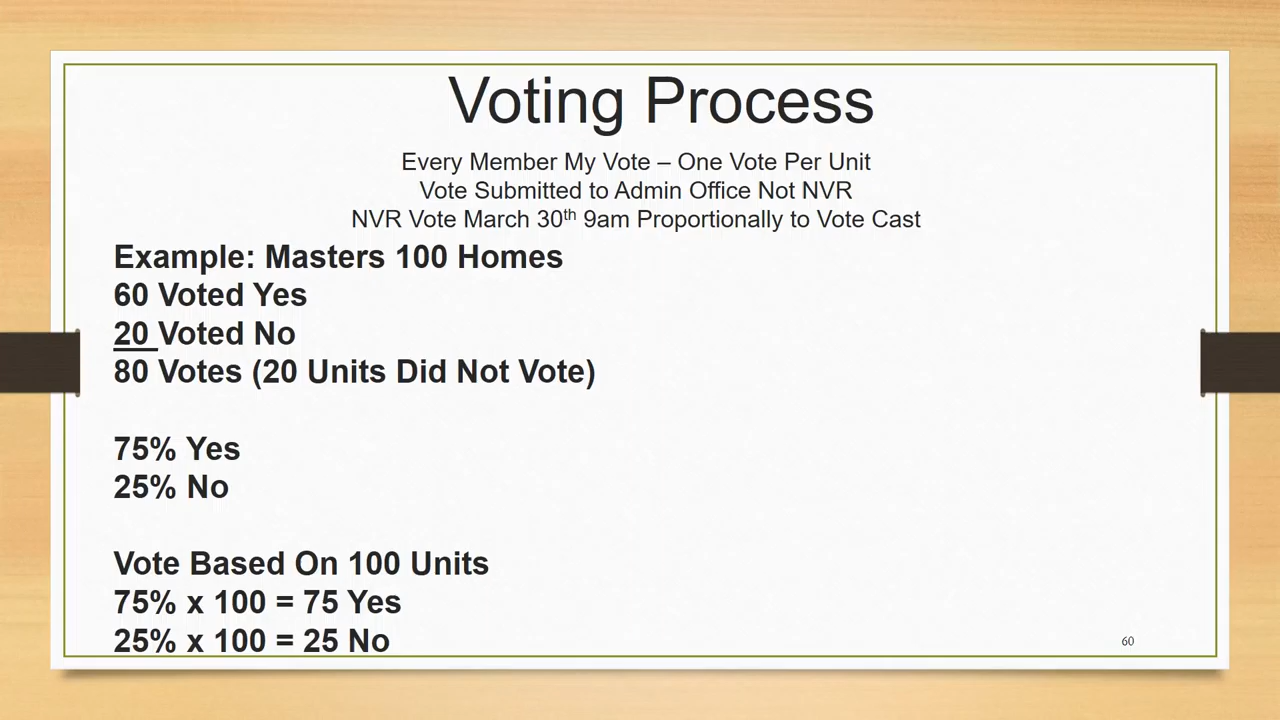 Voting Process
Every Member My Vote – One Vote Per Unit
Vote Submitted to Admin Office Not NVR
NVR Vote March 30th 9am Proportionally to Vote Cast
Example: Masters 100 Homes
60 Voted Yes
20 Voted No
80 Votes (20 Units Did Not Vote)
75% Yes
25% No
Vote Based On 100 Units
75% x 100 = 75 Yes
25% x 100 = 25 No
60